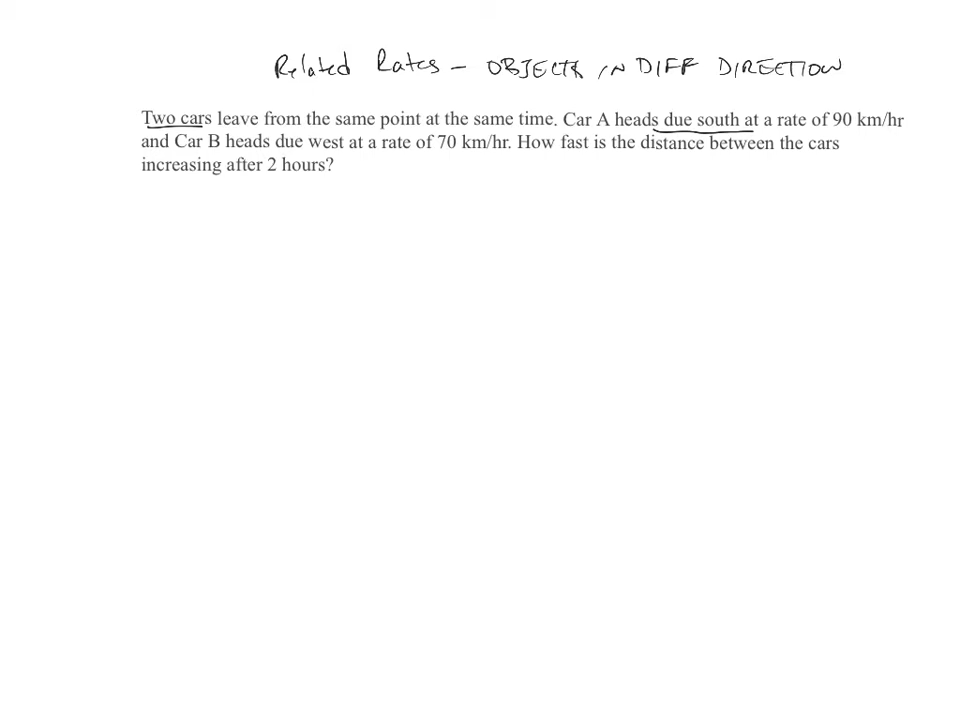 Related Rates – OBJECTS IN DIFF DIRECTION
Two cars leave from the same point at the same time. Car A heads due south at a rate of 90 km/hr
and Car B heads due west at a rate of 70 km/hr. How fast is the distance between the cars
increasing after 2 hours?